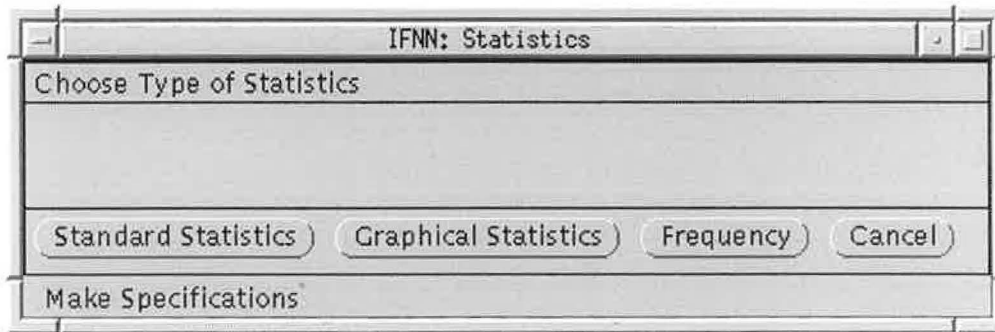 IFNN: Statistics
Choose Type of Statistics
Standard Statistics Graphical Statistics Frequency Cancel
Make Specifications